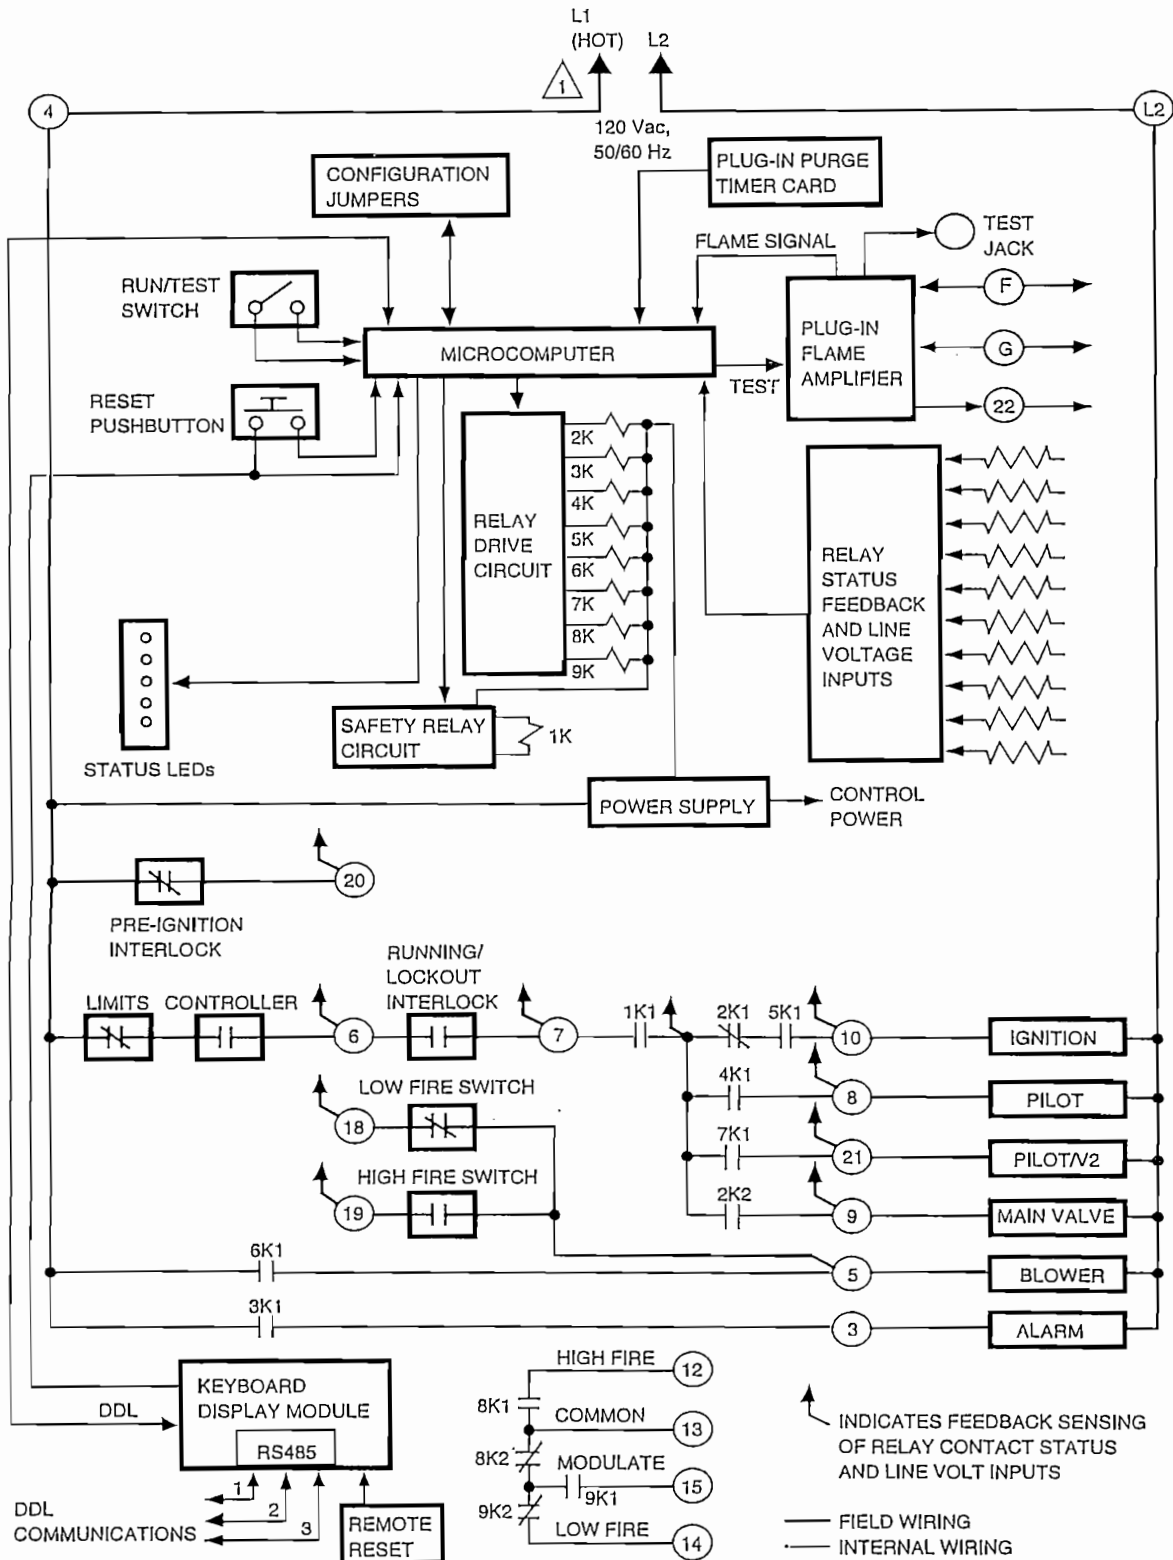 L1
(HOT)
L2
1
4
L2
120 Vac,
50/60 Hz
CONFIGURATION
JUMPERS
PLUG-IN PURGE
TIMER CARD
TEST
JACK
FLAME SIGNAL
RUN/TEST
SWITCH
F
PLUG-IN
FLAME
AMPLIFIER
MICROCOMPUTER
G
TEST
RESET
PUSHBUTTON
22
2K
3K
4K
5K
6K
7K
8K
9K
RELAY
DRIVE
CIRCUIT
RELAY
STATUS
FEEDBACK
AND LINE
VOLTAGE
INPUTS
SAFETY RELAY
CIRCUIT
1K
STATUS LEDs
POWER SUPPLY
CONTROL
POWER
20
PRE-IGNITION
INTERLOCK
RUNNING/
LOCKOUT
INTERLOCK
LIMITS
CONTROLLER
1K1
2K1
5K1
6
7
10
IGNITION
LOW FIRE SWITCH
4K1
18
8
PILOT
7K1
21
PILOT/V2
HIGH FIRE SWITCH
2K2
19
9
MAIN VALVE
6K1
5
BLOWER
3K1
3
ALARM
KEYBOARD
DISPLAY MODULE
DDL
RS485
1
2
3
DDL
COMMUNICATIONS
REMOTE
RESET
HIGH FIRE
12
8K1
COMMON
13
8K2
MODULATE
15
9K1
9K2
LOW FIRE
14
INDICATES FEEDBACK SENSING
OF RELAY CONTACT STATUS
AND LINE VOLT INPUTS
FIELD WIRING
INTERNAL WIRING